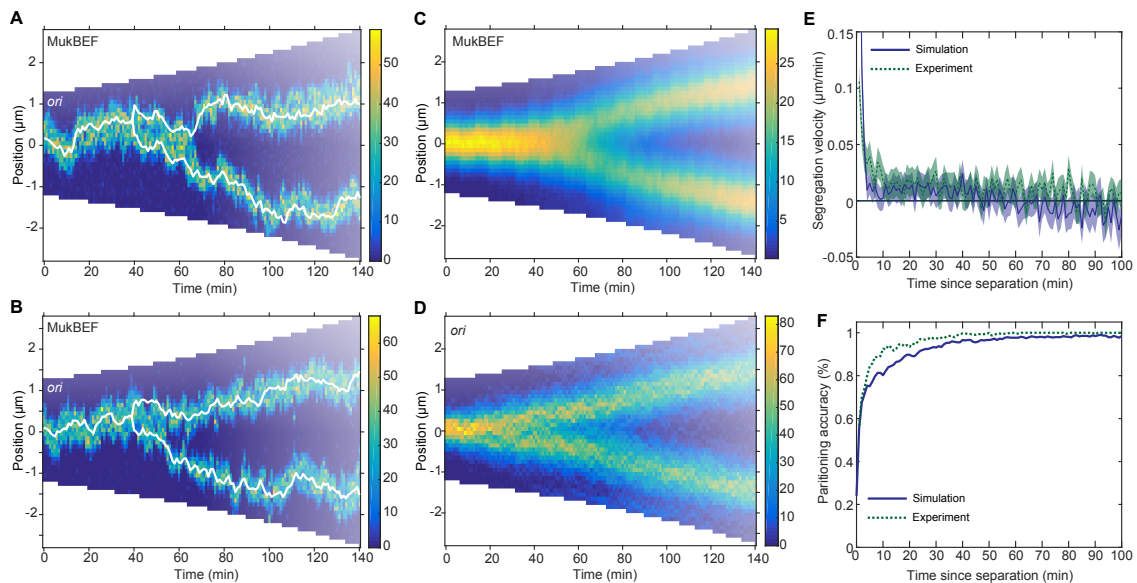 A
MukBEF
ori
Position (µm)
2
1
0
-1
-2
0 20 40 60 80 100 120 140
Time (min)
50
40
30
20
10
0
B
MukBEF
ori
Position (µm)
2
1
0
-1
-2
0 20 40 60 80 100 120 140
Time (min)
60
50
40
30
20
10
0
C
MukBEF
Position (µm)
2
1
0
-1
-2
0 20 40 60 80 100 120 140
Time (min)
25
20
15
10
5
D
ori
Position (µm)
2
1
0
-1
-2
0 20 40 60 80 100 120 140
Time (min)
80
70
60
50
40
30
20
10
0
E
Segregation velocity (µm/min)
0.15
0.1
0.05
0
-0.05
Simulation
Experiment
0 10 20 30 40 50 60 70 80 90 100
Time since separation (min)
F
Paritioning accuracy (%)
1
0.8
0.6
0.4
0.2
0
Simulation
Experiment
0 10 20 30 40 50 60 70 80 90 100
Time since separation (min)